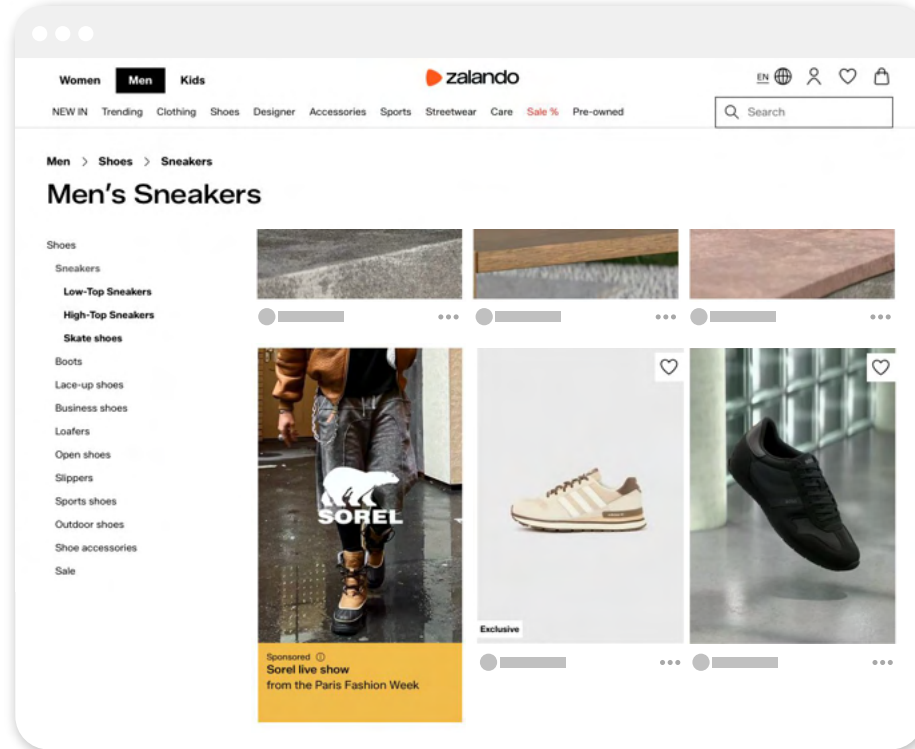 Women Men Kids
zalando
EN
NEW IN Trending Clothing Shoes Designer Accessories Sports Streetwear Care Sale % Pre-owned
Search
Men > Shoes > Sneakers
Men's Sneakers
Shoes
Sneakers
Low-Top Sneakers
High-Top Sneakers
Skate shoes
Boots
Lace-up shoes
Business shoes
Loafers
Open shoes
Slippers
Sports shoes
Outdoor shoes
Shoe accessories
Sale
SOREL
Sponsored
Sorel live show
from the Paris Fashion Week
Exclusive